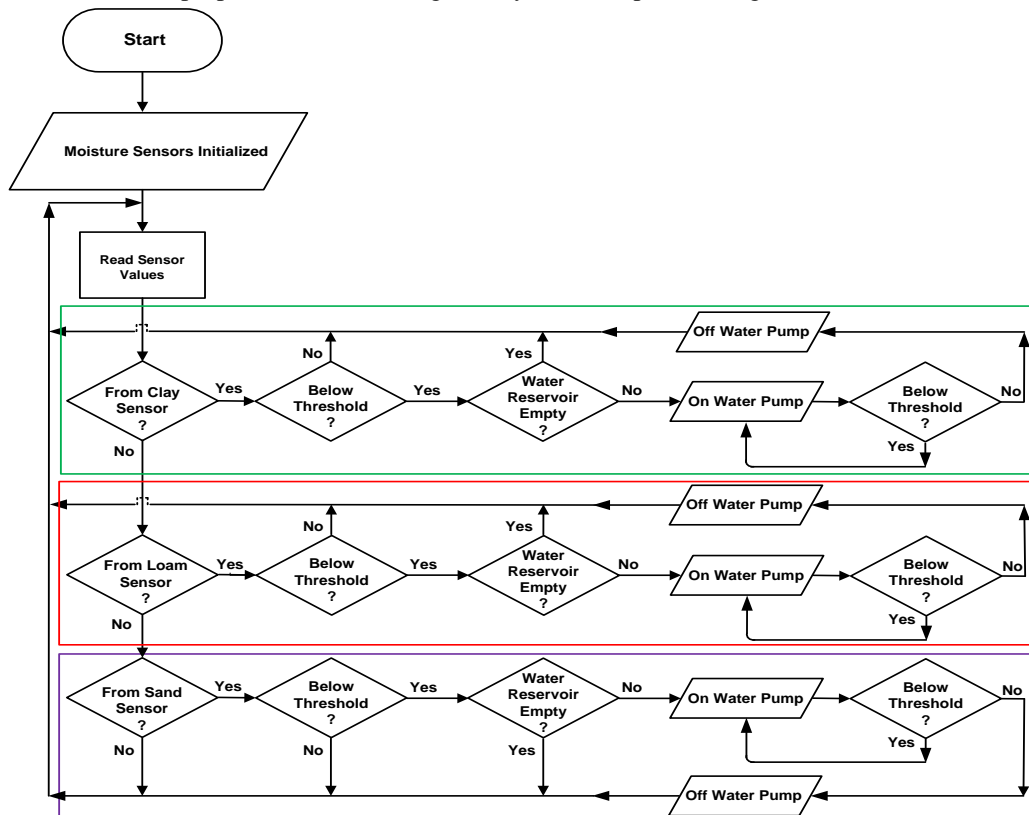 Start
Moisture Sensors Initialized
Read Sensor
Values
Off Water Pump
No
Yes
From Clay
Sensor
?
Yes
Below
Threshold
?
Yes
Water
Reservoir
Empty
?
No
On Water Pump
Below
Threshold
?
No
Yes
No
Off Water Pump
No
Yes
From Loam
Sensor
?
Yes
Below
Threshold
?
Yes
Water
Reservoir
Empty
?
No
On Water Pump
Below
Threshold
?
No
Yes
No
From Sand
Sensor
?
Yes
Below
Threshold
?
Yes
Water
Reservoir
Empty
?
No
On Water Pump
Below
Threshold
?
No
Yes
No
No
Yes
Off Water Pump